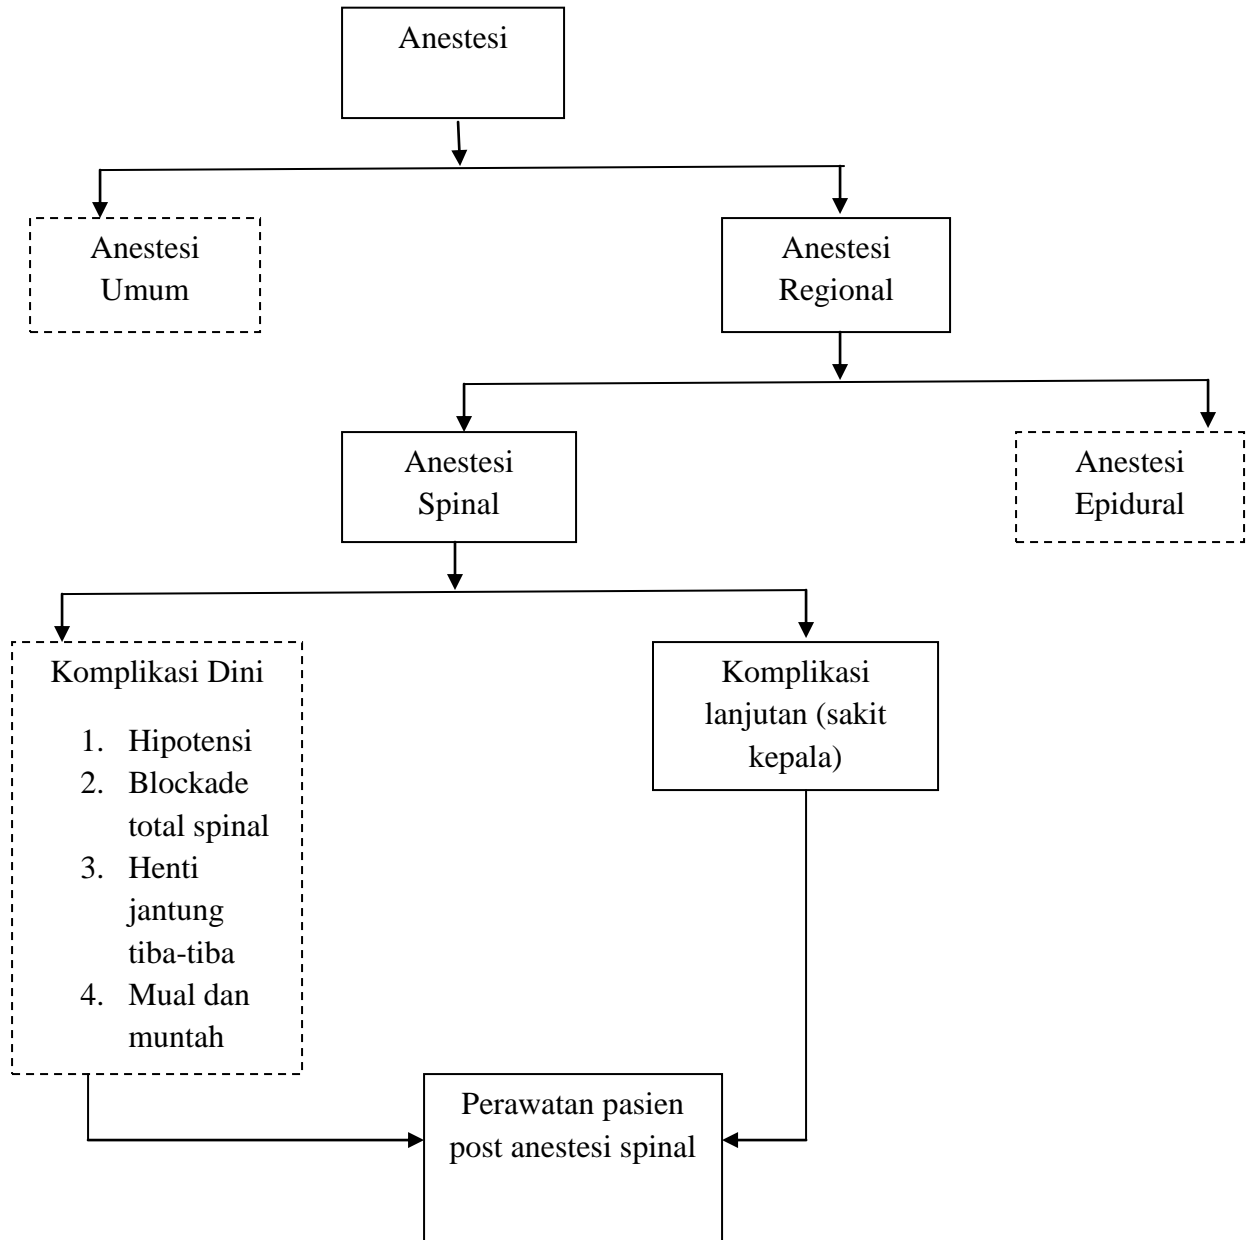 Anestesi
Anestesi
Umum
Anestesi
Regional
Anestesi
Spinal
Anestesi
Epidural
Komplikasi Dini
1. Hipotensi
2. Blockade
total spinal
3. Henti
jantung
tiba-tiba
4. Mual dan
muntah
Komplikasi
lanjutan (sakit
kepala)
Perawatan pasien
post anestesi spinal